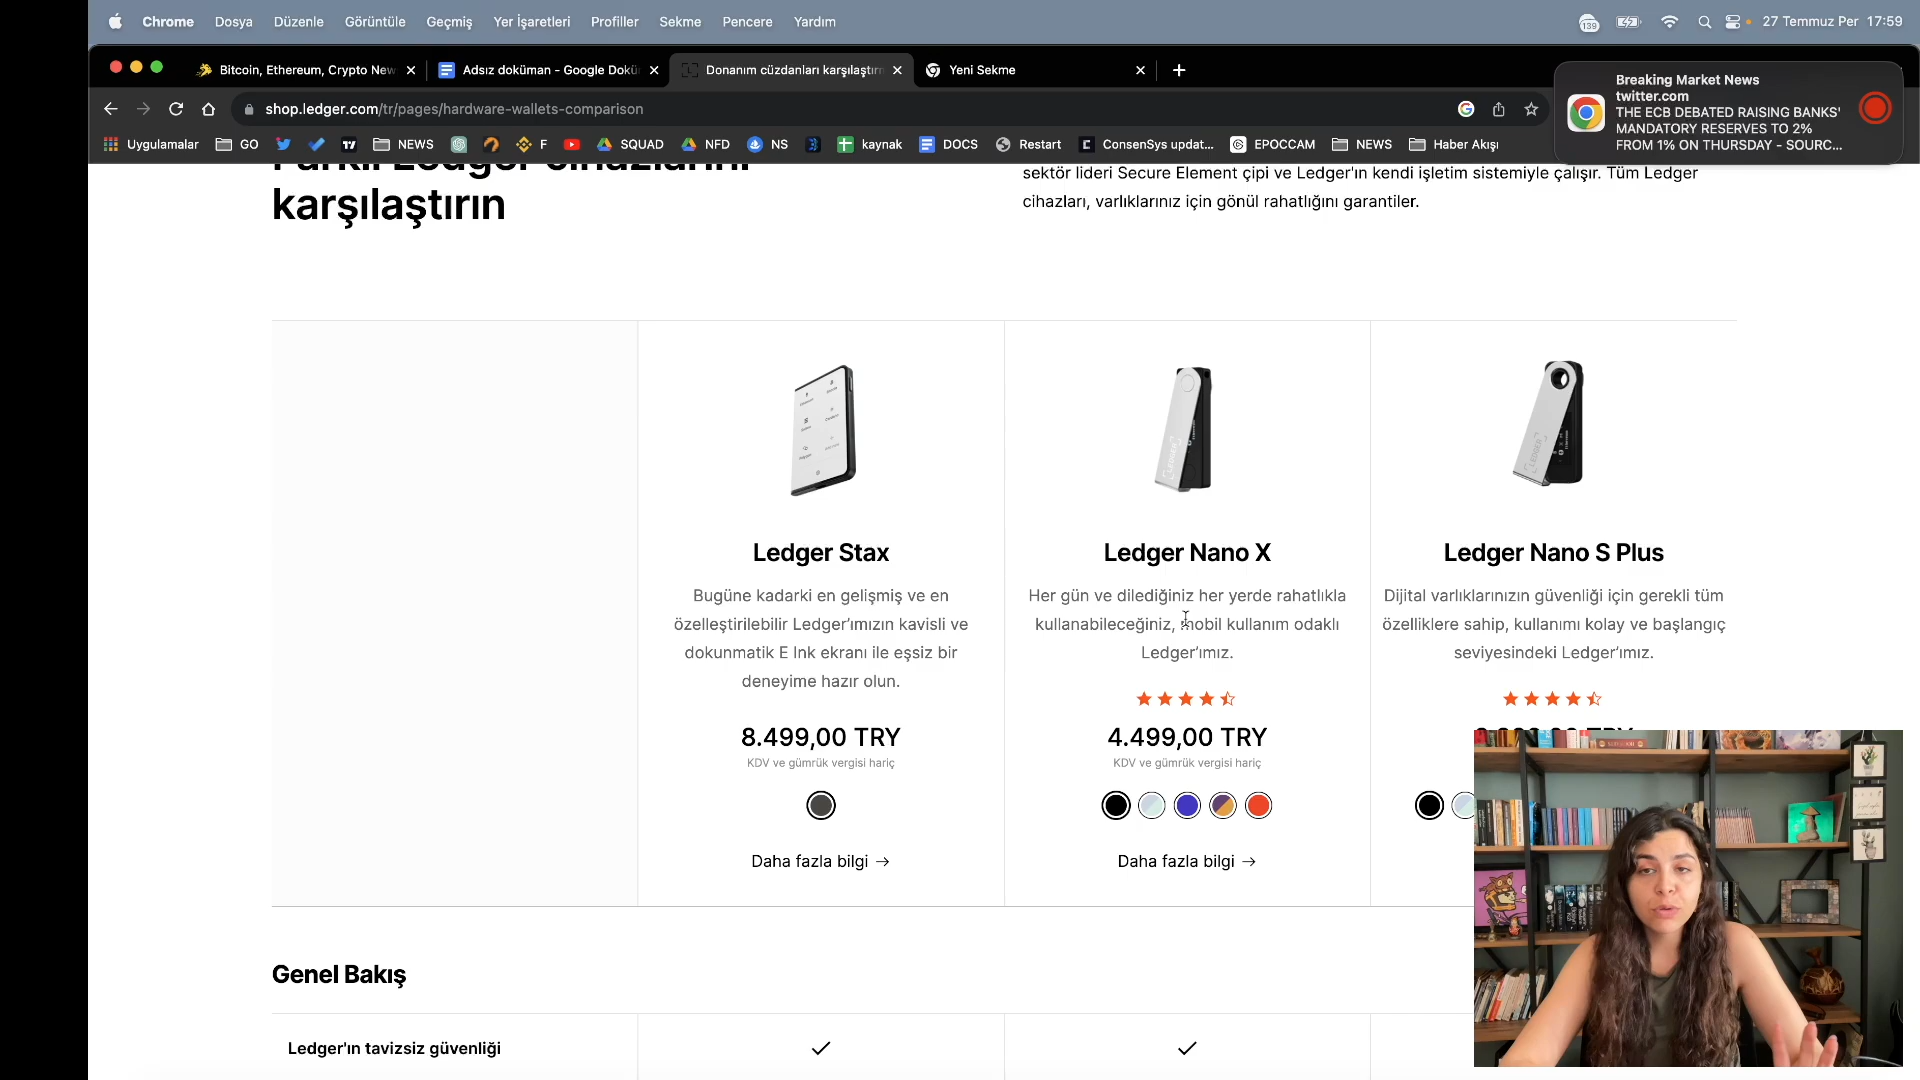 Chrome Dosya Düzenle Görüntüle Geçmiş Yer İşaretleri Profiller Sekme Pencere Yardım
139
27 Temmuz Per 17:59
Bitcoin, Ethereum, Crypto New
Adsız doküman - Google Dokü
Donanım cüzdanları karşılaştırn
Yeni Sekme
shop.ledger.com/tr/pages/hardware-wallets-comparison
Breaking Market News
twitter.com
THE ECB DEBATED RAISING BANKS'
MANDATORY RESERVES TO 2%
FROM 1% ON THURSDAY - SOURC...
Uygulamalar GO NEWS F SQUAD NFD NS kaynak DOCS Restart ConsenSys updat... EPOCCAM NEWS Haber Akışı
Farklı Ledger cihazlarını
karşılaştırın
sektör lideri Secure Element çipi ve Ledger'ın kendi işletim sistemiyle çalışır. Tüm Ledger
cihazları, varlıklarınız için gönül rahatlığını garantiler.
Ledger Stax
Bugüne kadarki en gelişmiş ve en
özelleştirilebilir Ledger'ımızın kavisli ve
dokunmatik E Ink ekranı ile eşsiz bir
deneyime hazır olun.
8.499,00 TRY
KDV ve gümrük vergisi hariç
Daha fazla bilgi →
LEDGER
Ledger Nano X
Her gün ve dilediğiniz her yerde rahatlıkla
kullanabileceğiniz, mobil kullanım odaklı
Ledger'ımız.
4.499,00 TRY
KDV ve gümrük vergisi hariç
Daha fazla bilgi →
LEDGER
Ledger Nano S Plus
Dijital varlıklarınızın güvenliği için gerekli tüm
özelliklere sahip, kullanımı kolay ve başlangıç
seviyesindeki Ledger'ımız.
Genel Bakış
Ledger'ın tavizsiz güvenliği